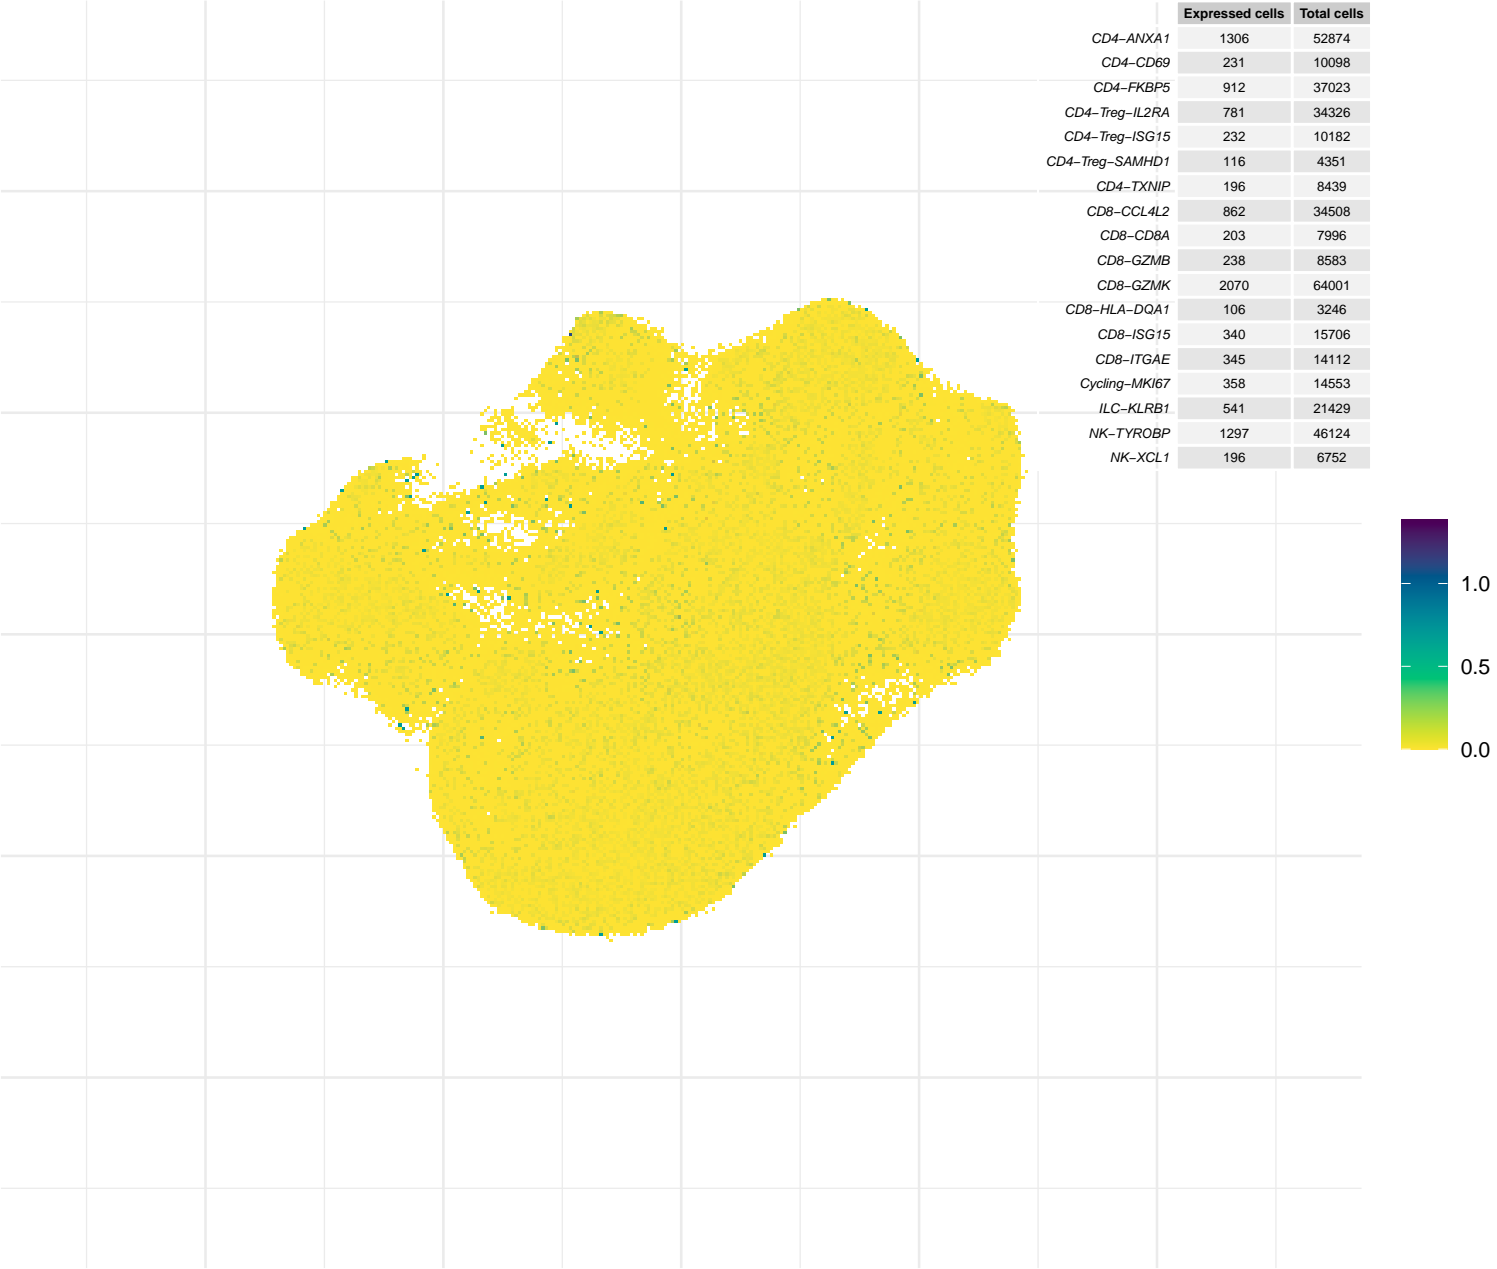 Expressed cells Total cells
CD4−ANXA1 1306 52874
CD4−CD69 231 10098
CD4−FKBP5 912 37023
CD4−Treg−IL2RA 781 34326
CD4−Treg−ISG15 232 10182
CD4−Treg−SAMHD1 116 4351
CD4−TXNIP 196 8439
CD8−CCL4L2 862 34508
CD8−CD8A 203 7996
CD8−GZMB 238 8583
CD8−GZMK 2070 64001
CD8−HLA−DQA1 106 3246
CD8−ISG15 340 15706
CD8−ITGAE 345 14112
Cycling−MKI67 358 14553
ILC−KLRB1 541 21429
NK−TYROBP 1297 46124
NK−XCL1 196 6752
1.0
0.5
0.0